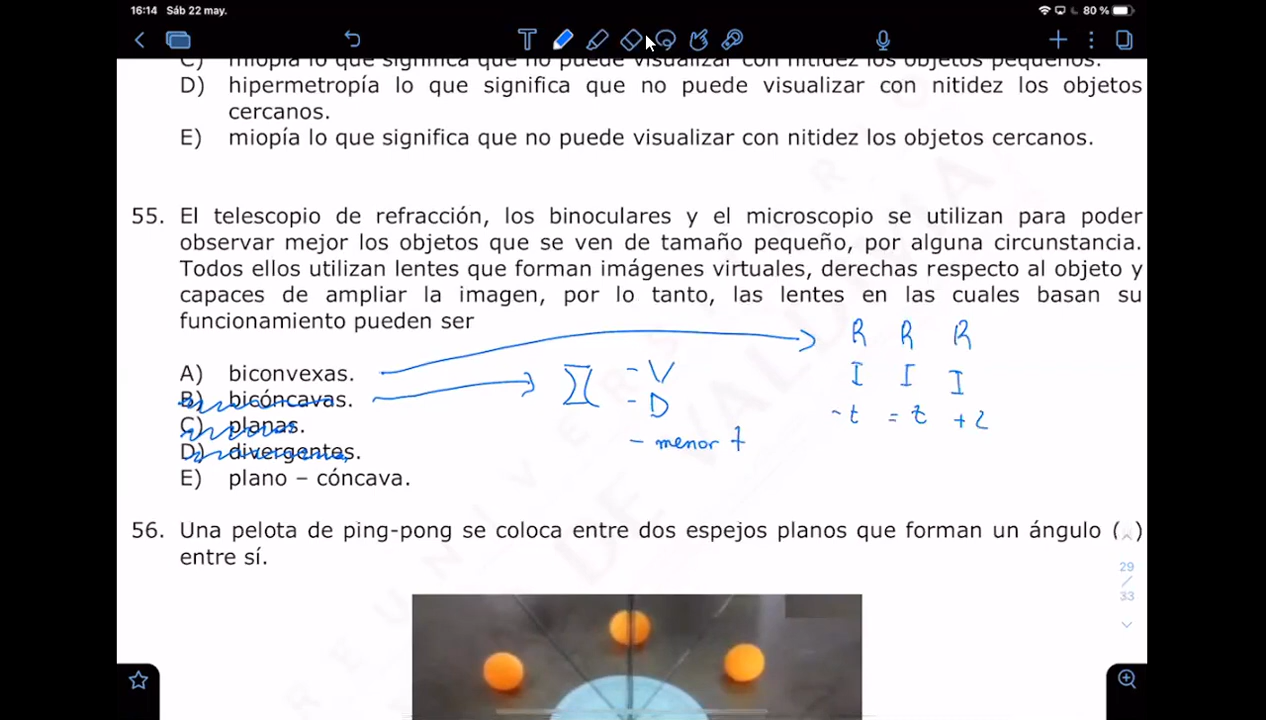 16:14 Sáb 22 may.
80 %
C) miopía lo que significa que no puede visualizar con nitidez los objetos pequeños.
D) hipermetropía lo que significa que no puede visualizar con nitidez los objetos
cercanos.
E) miopía lo que significa que no puede visualizar con nitidez los objetos cercanos.
55. El telescopio de refracción, los binoculares y el microscopio se utilizan para poder
observar mejor los objetos que se ven de tamaño pequeño, por alguna circunstancia.
Todos ellos utilizan lentes que forman imágenes virtuales, derechas respecto al objeto y
capaces de ampliar la imagen, por lo tanto, las lentes en las cuales basan su
funcionamiento pueden ser
R R R
A) biconvexas.
- V
I I I
B) bicóncavas.
- D
C) planas.
- t = t + 2
- menor t
D) divergentes.
E) plano – cóncava.
56. Una pelota de ping-pong se coloca entre dos espejos planos que forman un ángulo ( )
entre sí.
29
/
33